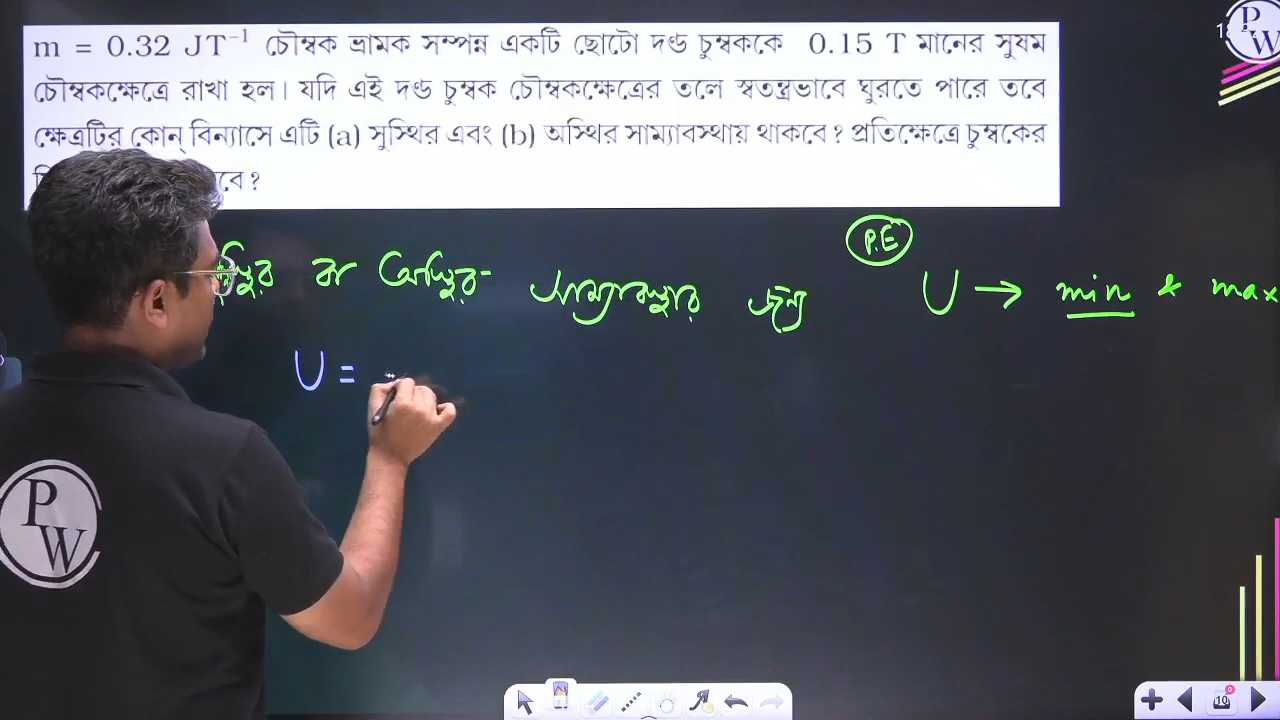 m = 0.32 JT⁻¹ চৌম্বক ভ্রামক সম্পন্ন একটি ছোটো দণ্ড চুম্বককে 0.15 T মানের সুষম
চৌম্বকক্ষেত্রে রাখা হল। যদি এই দণ্ড চুম্বক চৌম্বকক্ষেত্রের তলে স্বতন্ত্রভাবে ঘুরতে পারে তবে
ক্ষেত্রটির কোন্ বিন্যাসে এটি (a) সুস্থির এবং (b) অস্থির সাম্যাবস্থায় থাকবে? প্রতিক্ষেত্রে চুম্বকের
বে?
P.E
বা অস্থির সাম্যাবস্থার জন্য U → min & max
U =
P
W
P
W
10